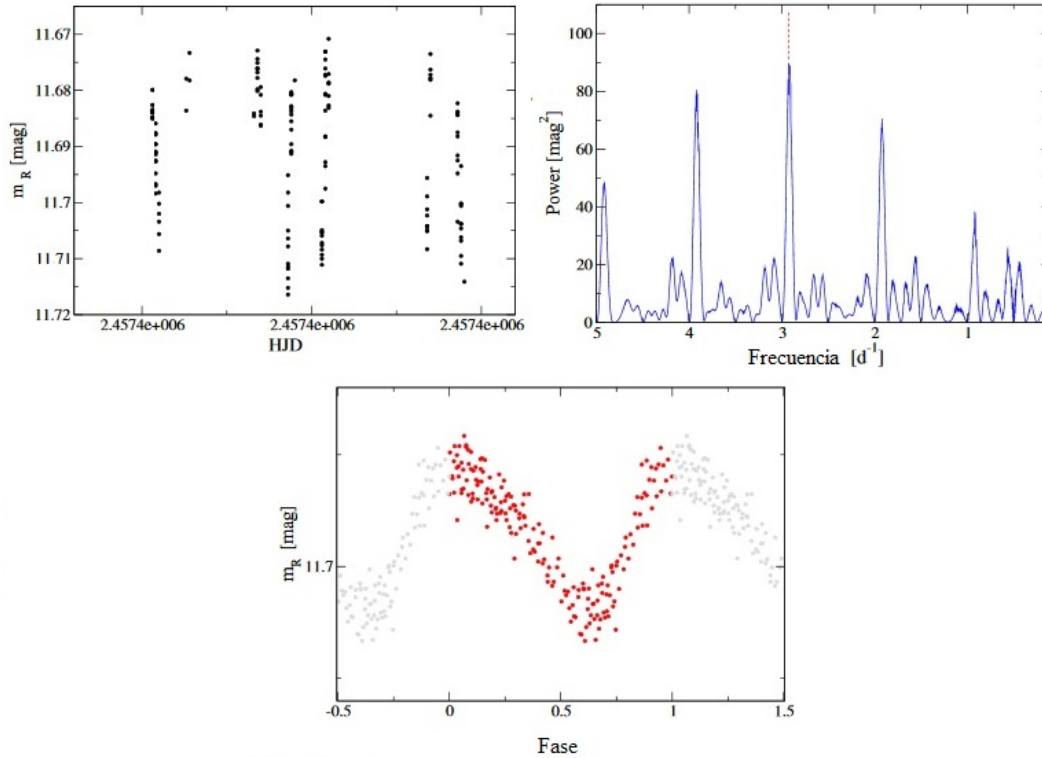 11.67
11.68
11.69
11.7
11.71
11.72
m R [mag]
2.4574e+006
2.4574e+006
2.4574e+006
HJD
100
80
60
40
20
0
Power [mag2]
5
4
3
2
1
Frecuencia [d-1]
11.7
mR [mag]
-0.5
0
0.5
1
1.5
Fase